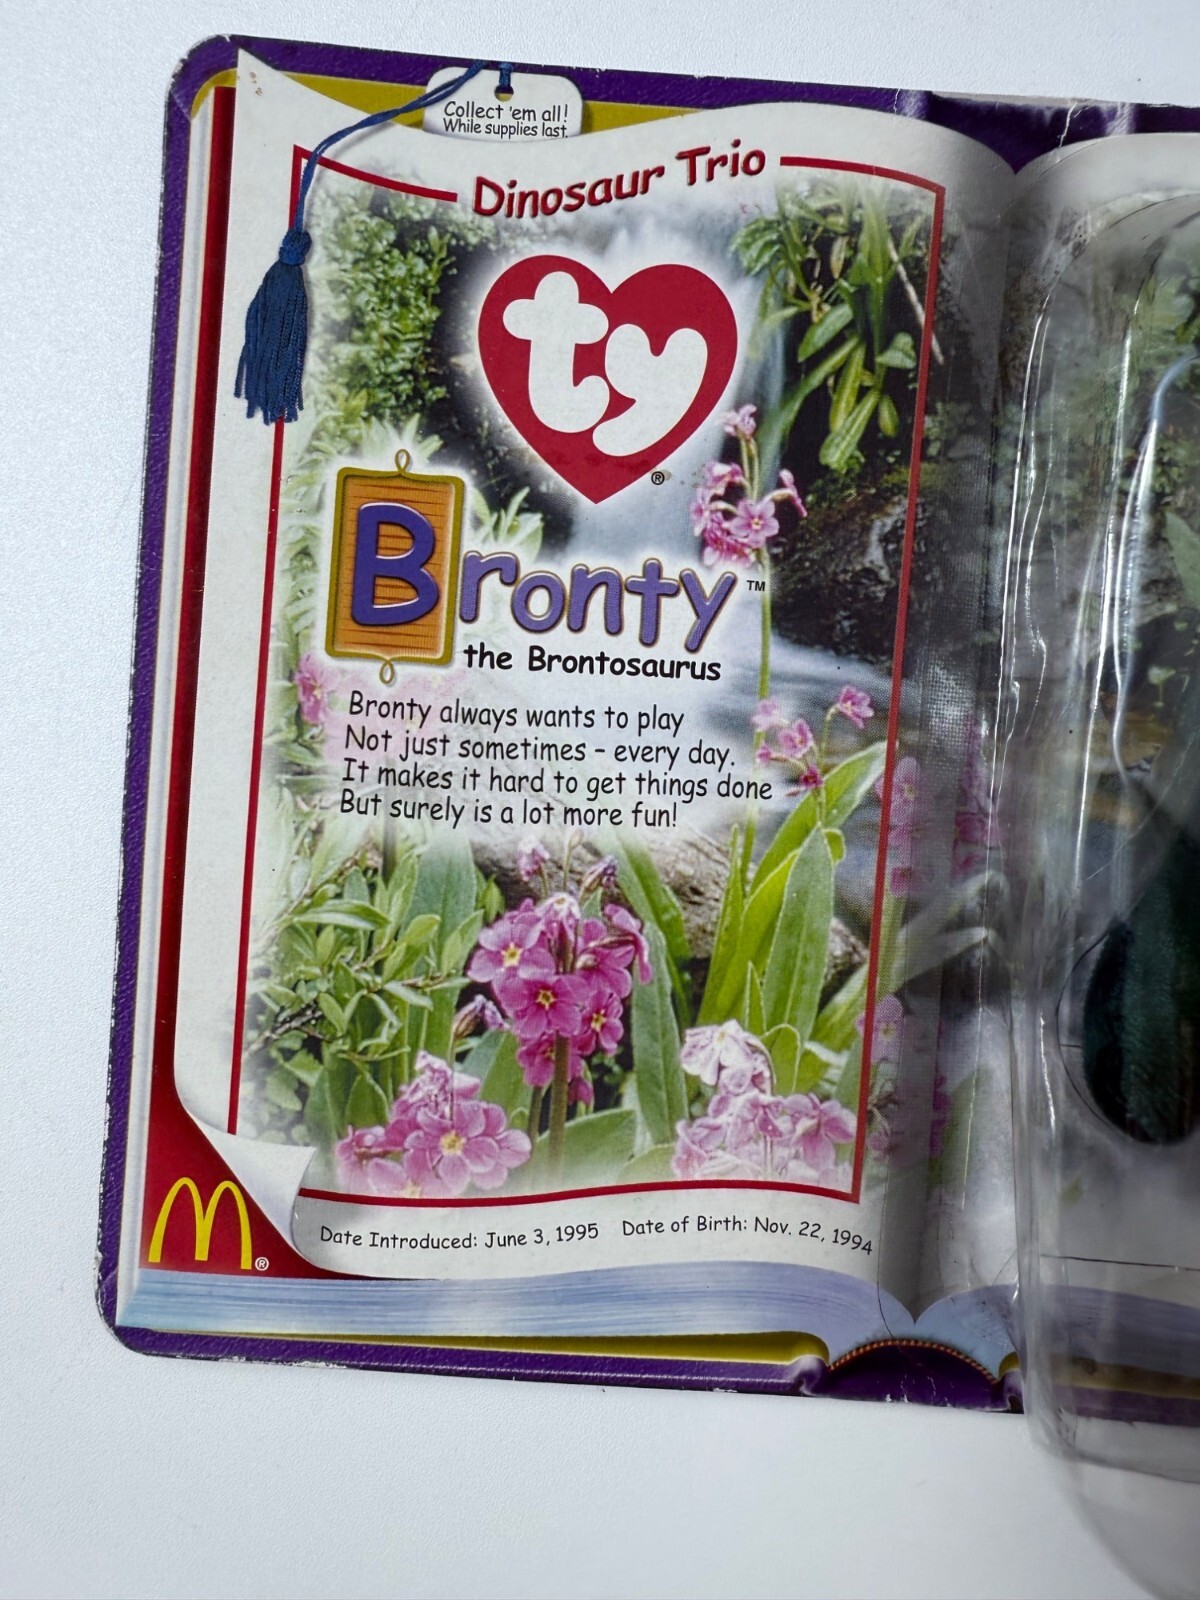 Collect 'em all!
While supplies last.
Dinosaur Trio
ty®
Bronty™
the Brontosaurus
Bronty always wants to play
Not just sometimes - every day.
It makes it hard to get things done
But surely is a lot more fun!
M®
Date Introduced: June 3, 1995 Date of Birth: Nov. 22, 1994